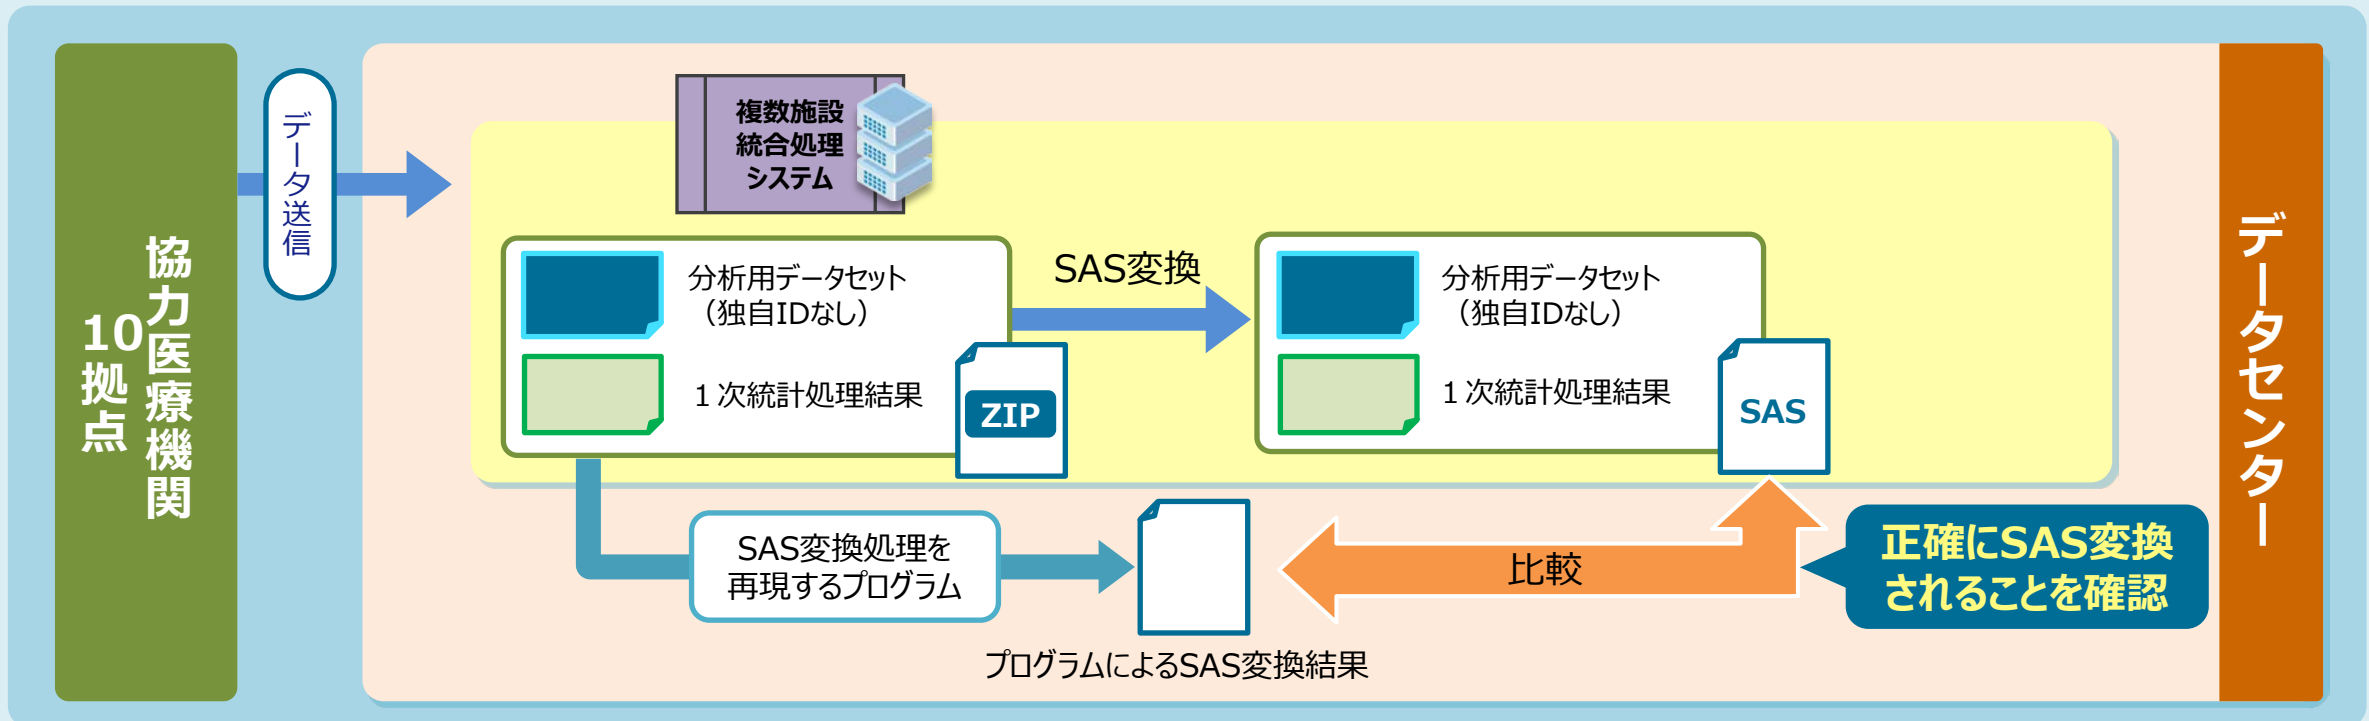 協力医療機関
10拠点
データ送信
複数施設
統合処理
システム
分析用データセット
（独自IDなし）
１次統計処理結果
ZIP
SAS変換
分析用データセット
（独自IDなし）
１次統計処理結果
SAS
SAS変換処理を
再現するプログラム
プログラムによるSAS変換結果
比較
正確にSAS変換
されることを確認
データセンター